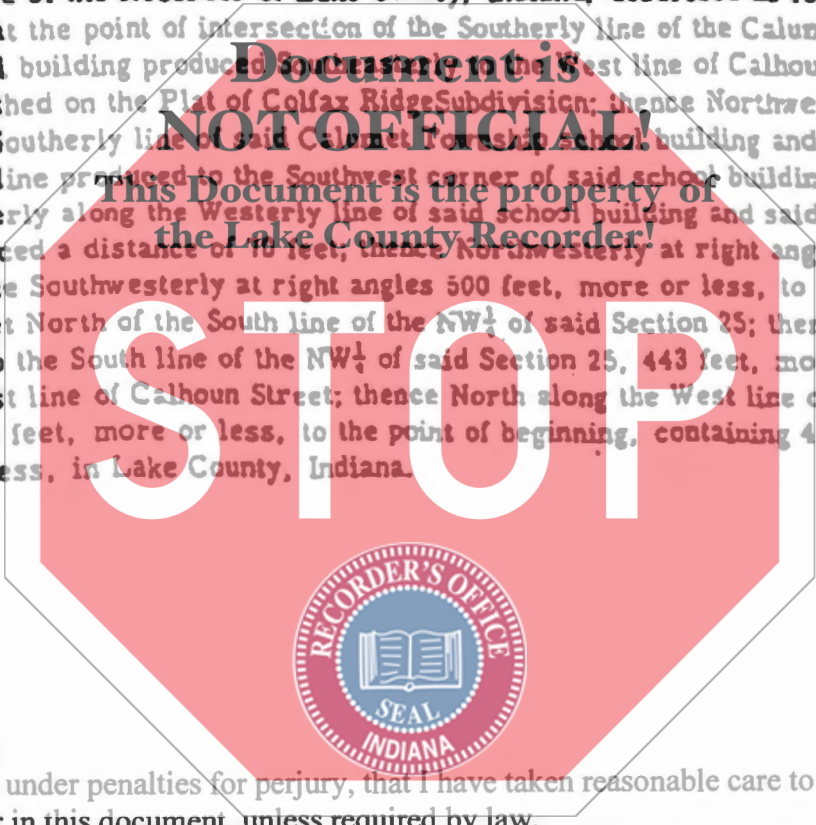 t the point of intersection of the Southerly line of the Calum
Document is
building produced Southeasterly to the West line of Calhou
hed on the Plat of Colfax RidgeSubdivision; thence Northwe
NOT OFFICIAL!
outherly line of said Calumet Township school building and
ine produced to the Southwest corner of said school buildin
This Document is the property of
erly along the Westerly line of said school building and said
the Lake County Recorder!
ced a distance of 10 feet; thence Northwesterly at right ang
e Southwesterly at right angles 500 feet, more or less, to
t North of the South line of the NW¼ of said Section 25; then
o the South line of the NW¼ of said Section 25, 443 feet, mo
st line of Calhoun Street; thence North along the West line o
feet, more or less, to the point of beginning, containing 4
ess, in Lake County, Indiana.
STOP
RECORDER'S OFFICE
SEAL
INDIANA
under penalties for perjury, that I have taken reasonable care to
in this document, unless required by law.